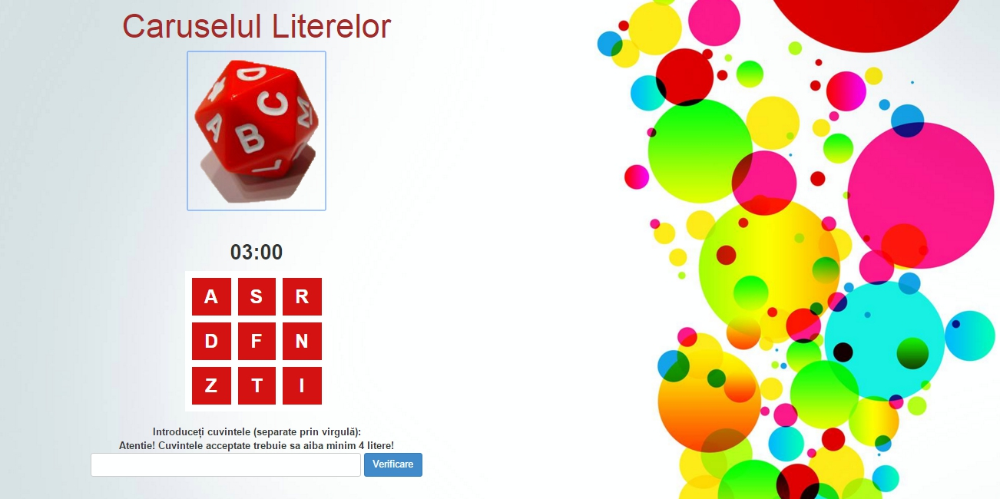 Caruselul Literelor
D
C
M
A
B
L
03:00
A S R
D F N
Z T I
Introduceți cuvintele (separate prin virgulă):
Atentie! Cuvintele acceptate trebuie sa aiba minim 4 litere!
Verificare